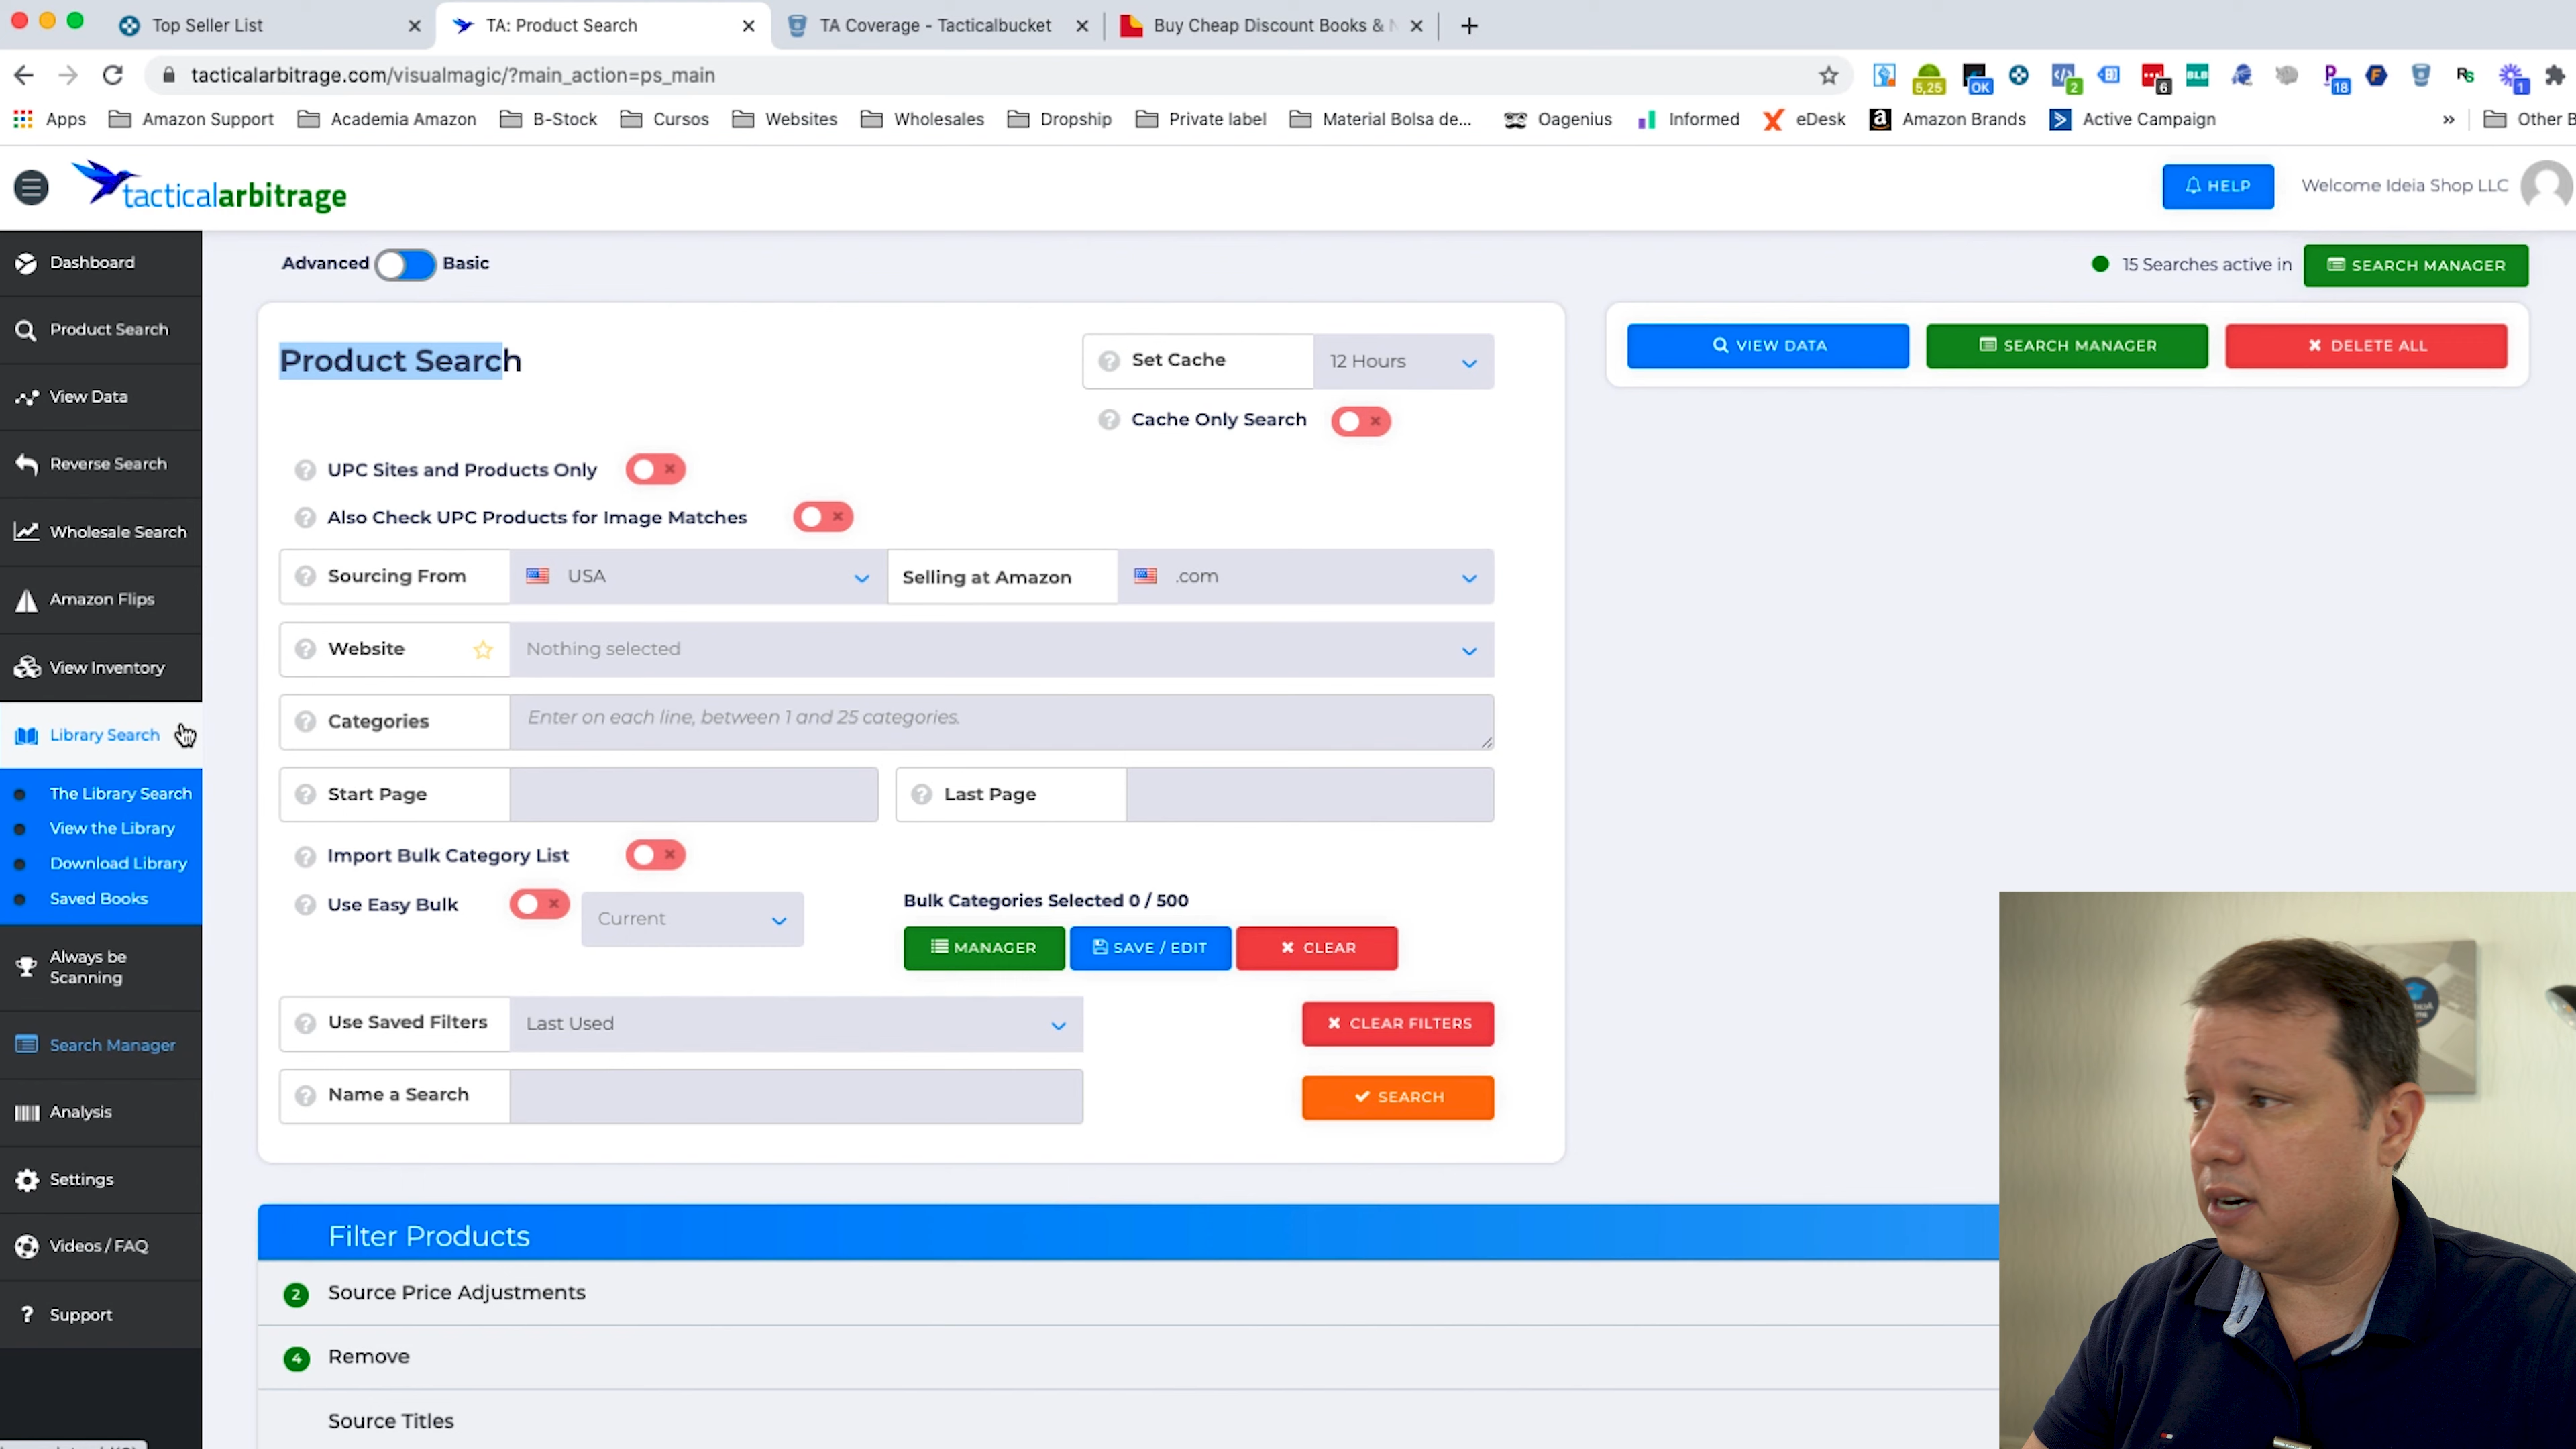 Top Seller List
TA: Product Search
TA Coverage - Tacticalbucket
Buy Cheap Discount Books &
tacticalarbitrage.com/visualmagic/?main_action=ps_main
5,25
OK
2
6
BLB
18
1
Apps
Amazon Support
Academia Amazon
B-Stock
Cursos
Websites
Wholesales
Dropship
Private label
Material Bolsa de...
Oagenius
Informed
eDesk
Amazon Brands
Active Campaign
»
Other B
tacticalarbitrage
HELP
Welcome Ideia Shop LLC
Dashboard
Product Search
View Data
Reverse Search
Wholesale Search
Amazon Flips
View Inventory
Library Search
The Library Search
View the Library
Download Library
Saved Books
Always be
Scanning
Search Manager
Analysis
Settings
Videos / FAQ
Support
Advanced
Basic
15 Searches active in
SEARCH MANAGER
Product Search
Set Cache
12 Hours
VIEW DATA
SEARCH MANAGER
DELETE ALL
Cache Only Search
UPC Sites and Products Only
Also Check UPC Products for Image Matches
Sourcing From
USA
Selling at Amazon
.com
Website
Nothing selected
Categories
Enter on each line, between 1 and 25 categories.
Start Page
Last Page
Import Bulk Category List
Use Easy Bulk
Current
Bulk Categories Selected 0 / 500
MANAGER
SAVE / EDIT
CLEAR
Use Saved Filters
Last Used
CLEAR FILTERS
Name a Search
SEARCH
Filter Products
2 Source Price Adjustments
4 Remove
Source Titles